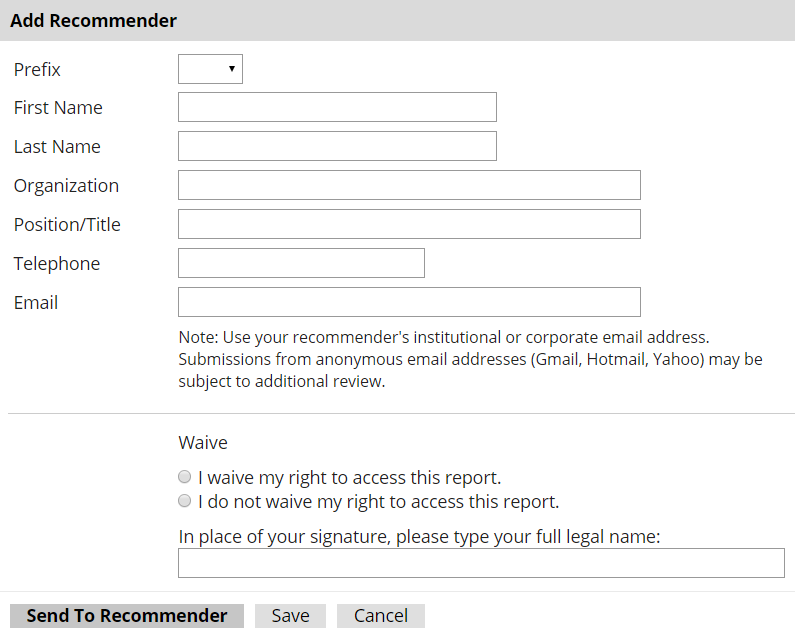 Add Recommender
Prefix
First Name
Last Name
Organization
Position/Title
Telephone
Email
Note: Use your recommender's institutional or corporate email address.
Submissions from anonymous email addresses (Gmail, Hotmail, Yahoo) may be
subject to additional review.
Waive
I waive my right to access this report.
I do not waive my right to access this report.
In place of your signature, please type your full legal name:
Send To Recommender Save Cancel